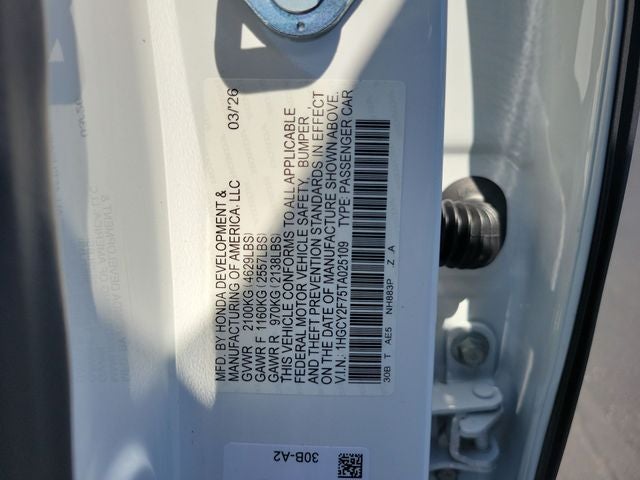 MFD. BY HONDA DEVELOPMENT &
MANUFACTURING OF AMERICA, LLC 03/'26
GVWR 2100KG(4629LBS)
GAWR F 1160KG(2557LBS)
GAWR R 970KG(2138LBS)
THIS VEHICLE CONFORMS TO ALL APPLICABLE
FEDERAL MOTOR VEHICLE SAFETY, BUMPER,
AND THEFT PREVENTION STANDARDS IN EFFECT
ON THE DATE OF MANUFACTURE SHOWN ABOVE.
V.I.N.: 1HGCY2F75TA025109 TYPE: PASSENGER CAR
30B T AE5 NH883P .Z A
30B-A2